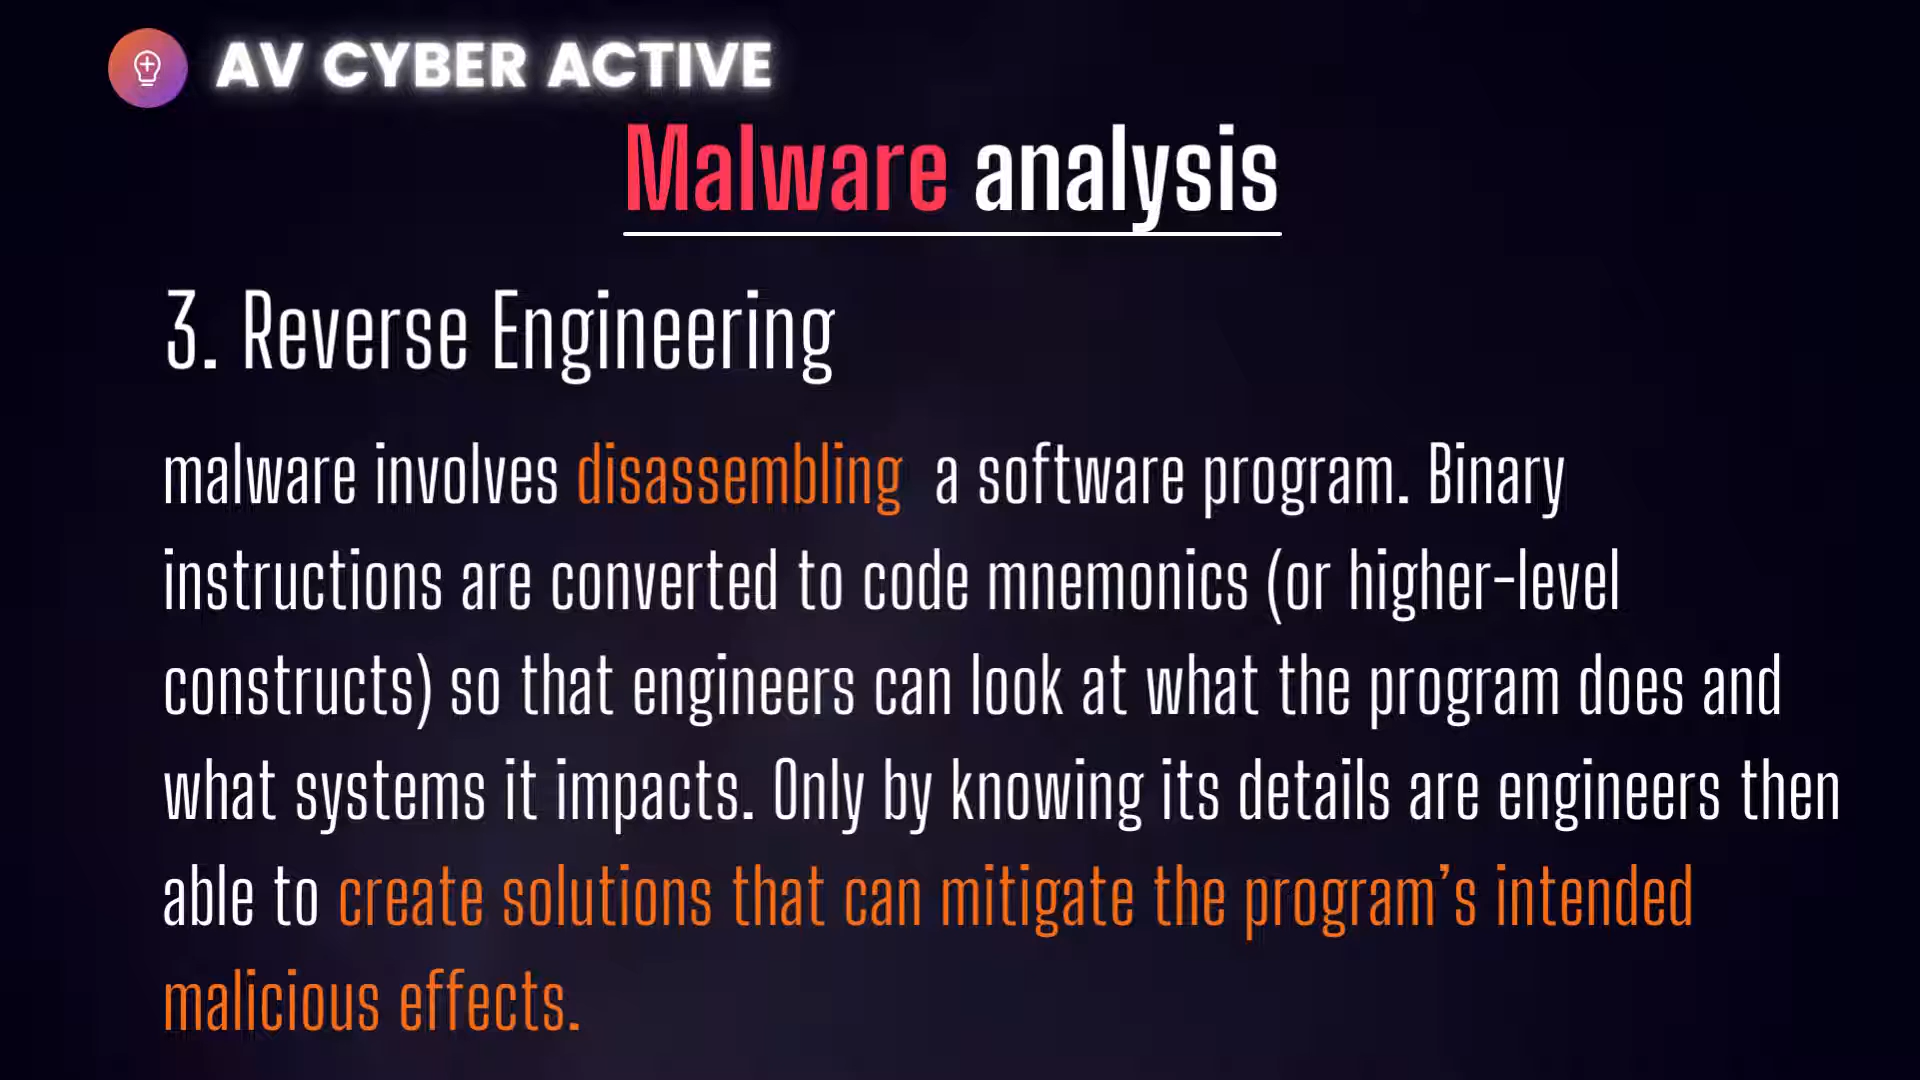 AV CYBER ACTIVE
Malware analysis
3. Reverse Engineering
malware involves disassembling a software program. Binary
instructions are converted to code mnemonics (or higher-level
constructs) so that engineers can look at what the program does and
what systems it impacts. Only by knowing its details are engineers then
able to create solutions that can mitigate the program’s intended
malicious effects.